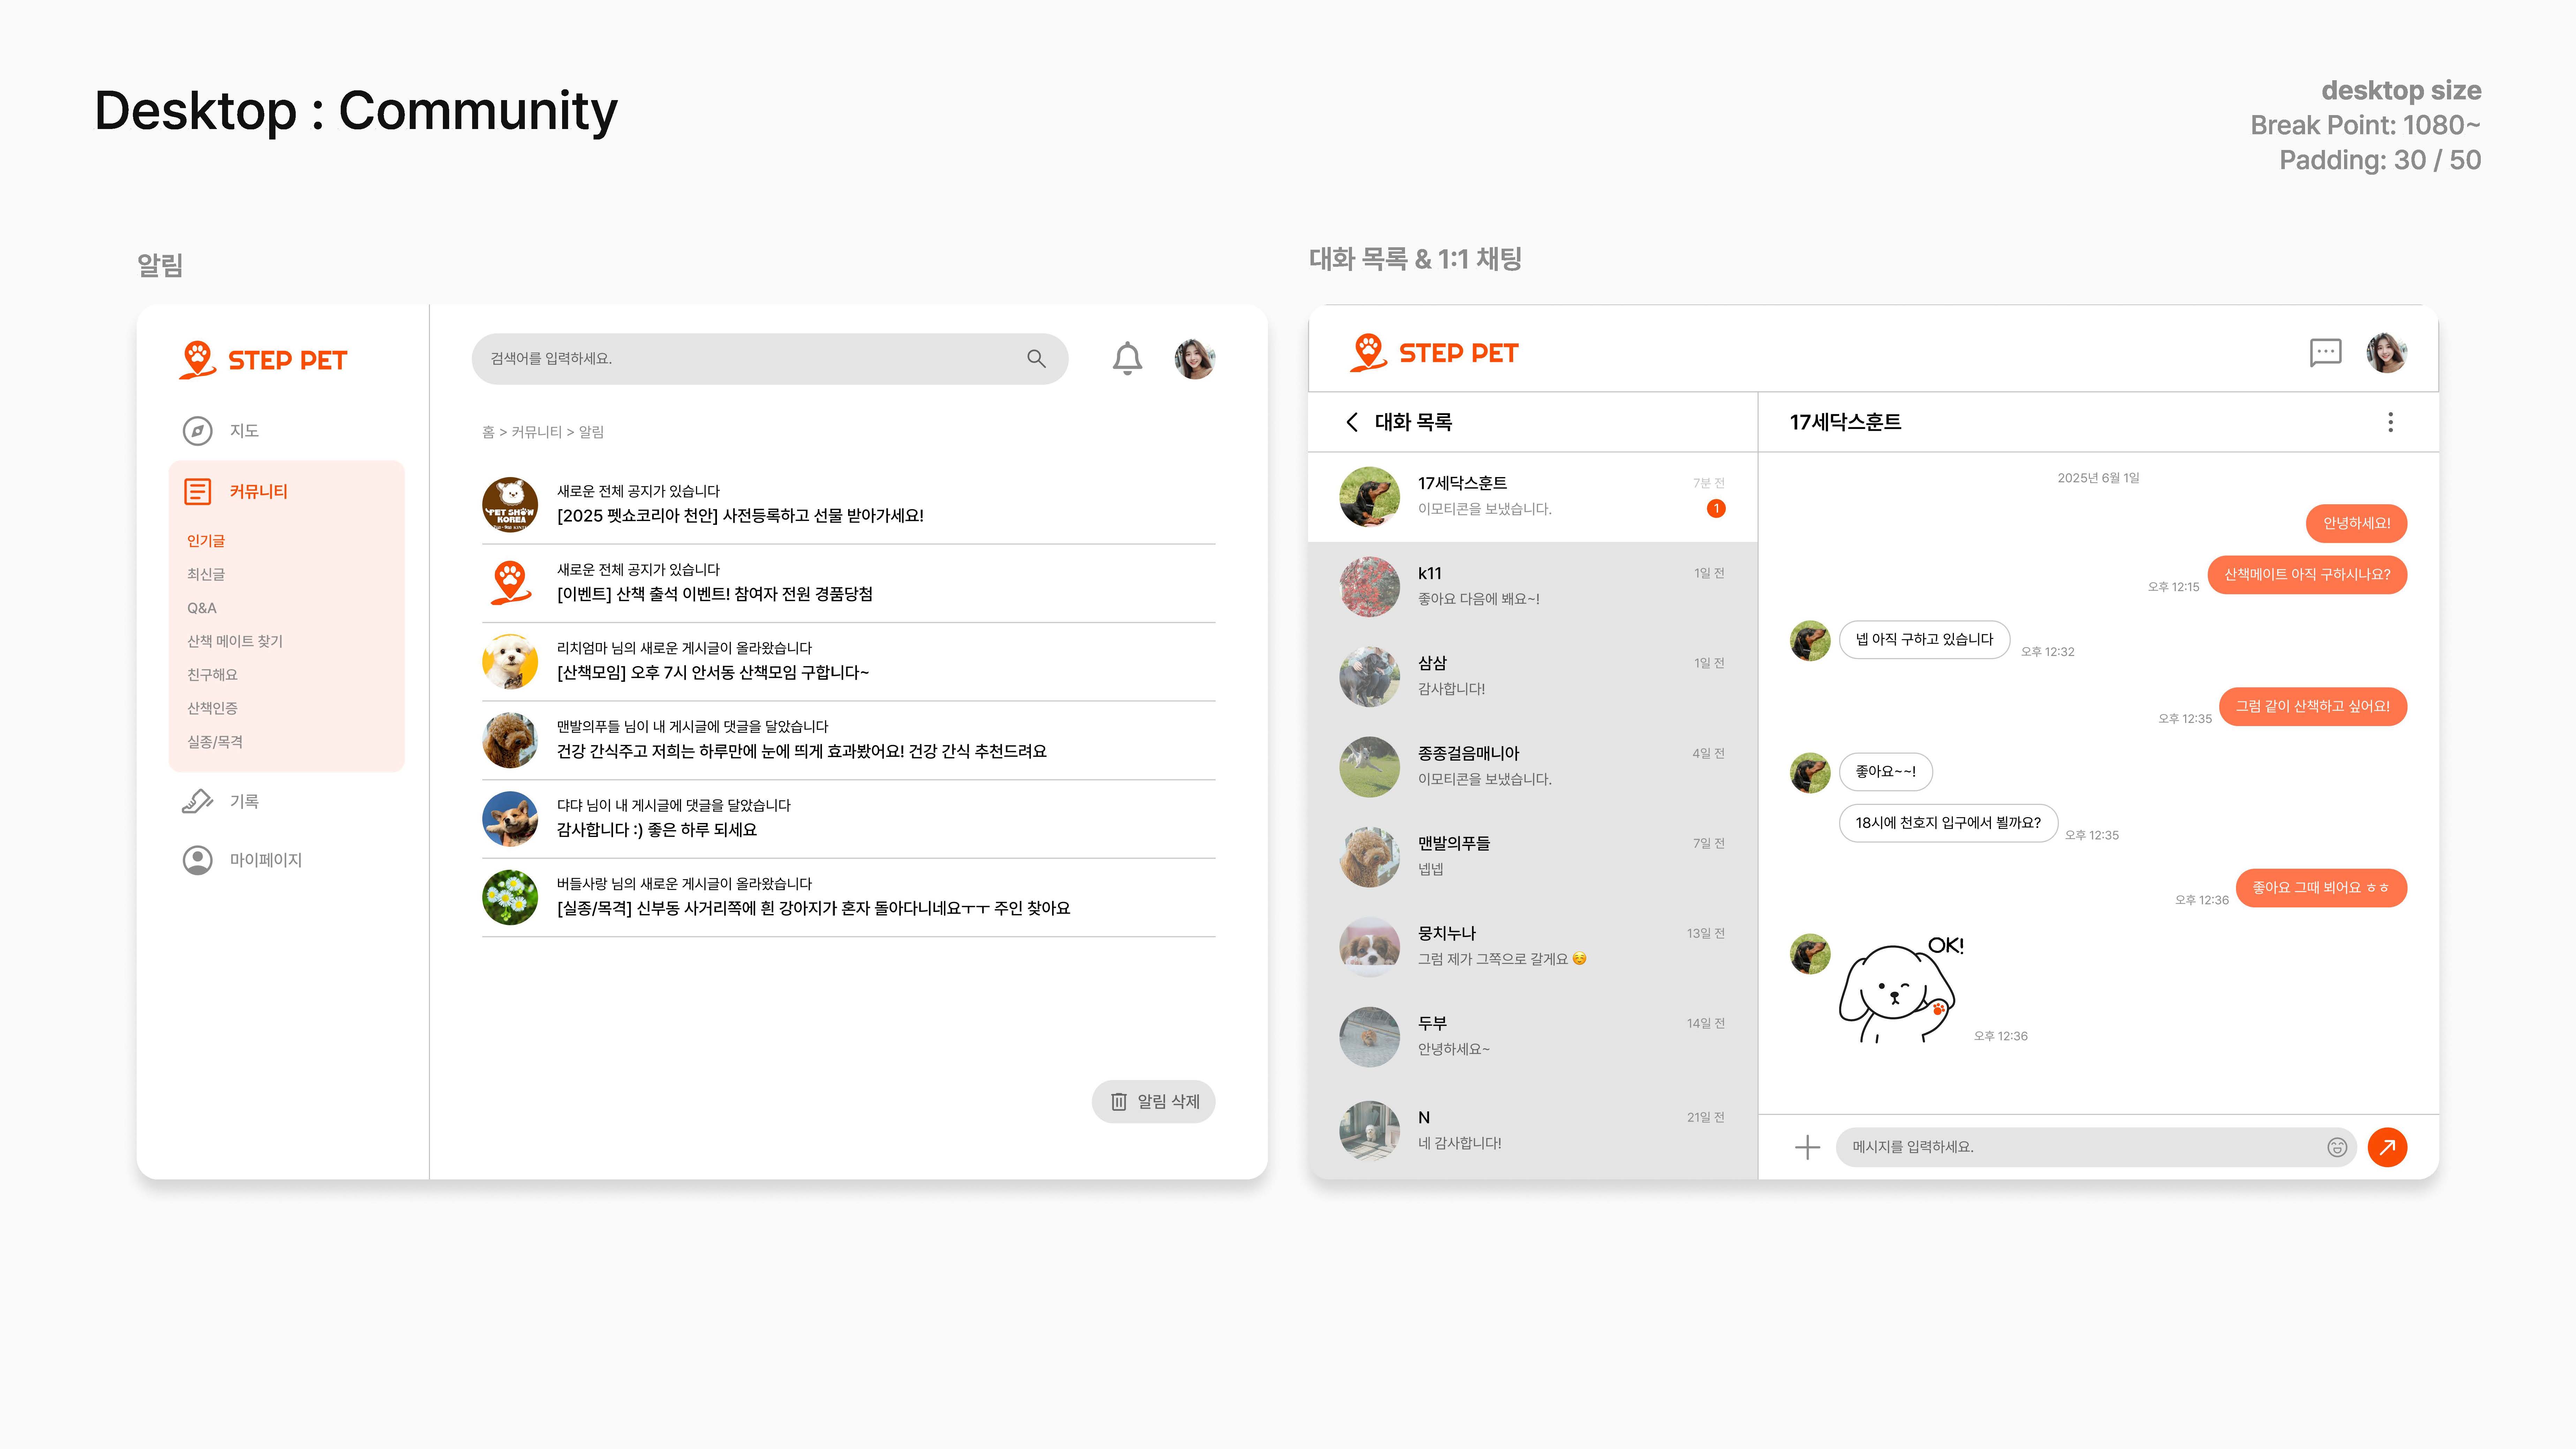 Desktop : Community
desktop size
Break Point: 1080~
Padding: 30 / 50
알림
STEP PET
지도
커뮤니티
인기글
최신글
Q&A
산책 메이트 찾기
친구해요
산책인증
실종/목격
기록
마이페이지
검색어를 입력하세요.
홈 > 커뮤니티 > 알림
PET SHOW
KOREA
새로운 전체 공지가 있습니다
[2025 펫쇼코리아 천안] 사전등록하고 선물 받아가세요!
새로운 전체 공지가 있습니다
[이벤트] 산책 출석 이벤트! 참여자 전원 경품당첨
리치엄마 님의 새로운 게시글이 올라왔습니다
[산책모임] 오후 7시 안서동 산책모임 구합니다~
맨발의푸들 님이 내 게시글에 댓글을 달았습니다
건강 간식주고 저희는 하루만에 눈에 띄게 효과봤어요! 건강 간식 추천드려요
댜댜 님이 내 게시글에 댓글을 달았습니다
감사합니다 :) 좋은 하루 되세요
버들사랑 님의 새로운 게시글이 올라왔습니다
[실종/목격] 신부동 사거리쪽에 흰 강아지가 혼자 돌아다니네요ㅜㅜ 주인 찾아요
알림 삭제
대화 목록 & 1:1 채팅
STEP PET
대화 목록
17세닥스훈트
7분 전
이모티콘을 보냈습니다.
1
k11
1일 전
좋아요 다음에 봬요~!
삼삼
1일 전
감사합니다!
종종걸음매니아
4일 전
이모티콘을 보냈습니다.
맨발의푸들
7일 전
넵넵
뭉치누나
13일 전
그럼 제가 그쪽으로 갈게요 ☺️
두부
14일 전
안녕하세요~
N
21일 전
네 감사합니다!
17세닥스훈트
2025년 6월 1일
안녕하세요!
산책메이트 아직 구하시나요?
오후 12:15
넵 아직 구하고 있습니다
오후 12:32
그럼 같이 산책하고 싶어요!
오후 12:35
좋아요~~!
18시에 천호지 입구에서 뵐까요?
오후 12:35
좋아요 그때 뵈어요 ㅎㅎ
오후 12:36
OK!
오후 12:36
메시지를 입력하세요.